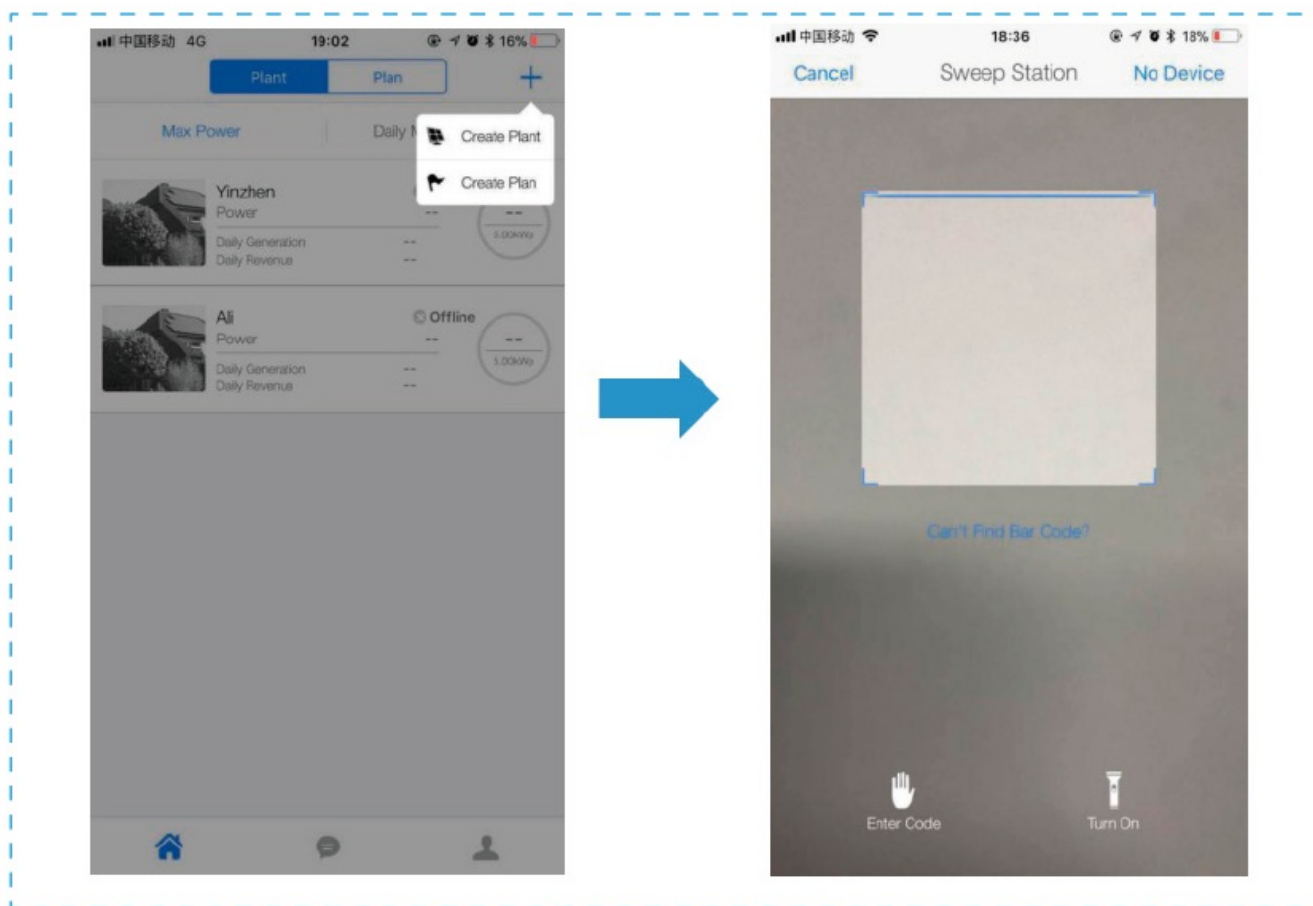 中国移动 4G 19:02 16%
Plant Plan +
Max Power Daily
Create Plant
Create Plan
Yinzhen
Power --
--
Daily Generation --
Daily Revenue --
Ali Offline
Power --
--
Daily Generation --
Daily Revenue --
中国移动 18:36 18%
Cancel Sweep Station No Device
Can't Find Bar Code?
Enter Code Turn On